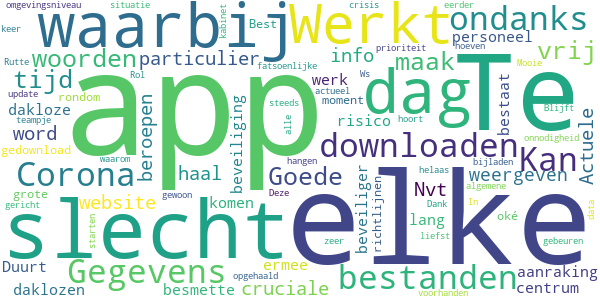 omgevingsniveau situatie kabinet crisis eerder
keer waarbij Best Werkt ondanks
Rutte woorden particulier fatsoenlijke info prioriteit hoeven personeel vrij
update tijd Rol app Ws maak Mooie
actueel werk dag Te bestaat Blijft
dakloze rondom steeds moment
teampje beroepen beveiliging alle risico hoort onnodigheid Actuele
gedownload word waarom hangen downloaden Kan
Corona haal Goede helaas bijladen weergeven
grote website gewoon Deze Nvt algemene
gericht slecht komen elke Dank In oké data
starten zeer beveiliger richtlijnen lang liefst gebeuren
Duurt Gegevens opgehaald ermee bestanden aanraking
daklozen besmette cruciale voorhanden centrum